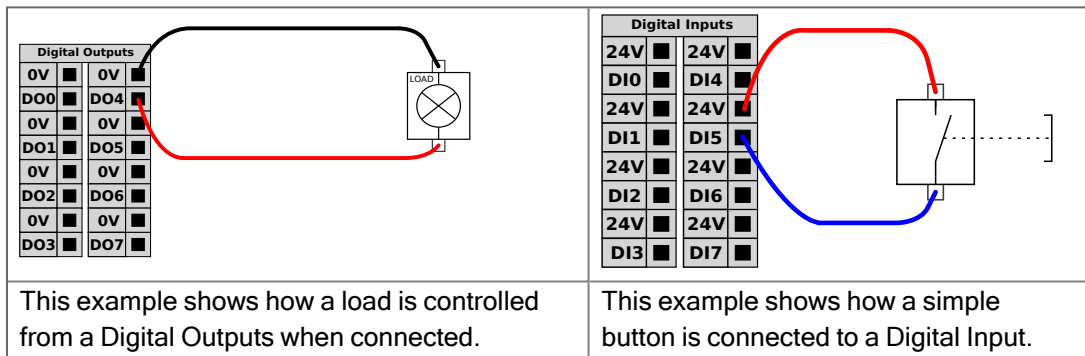 Digital Outputs
0V 0V
DO0 DO4
0V 0V
DO1 DO5
0V 0V
DO2 DO6
0V 0V
DO3 DO7
LOAD
This example shows how a load is controlled
from a Digital Outputs when connected.
Digital Inputs
24V 24V
DI0 DI4
24V 24V
DI1 DI5
24V 24V
DI2 DI6
24V 24V
DI3 DI7
This example shows how a simple
button is connected to a Digital Input.